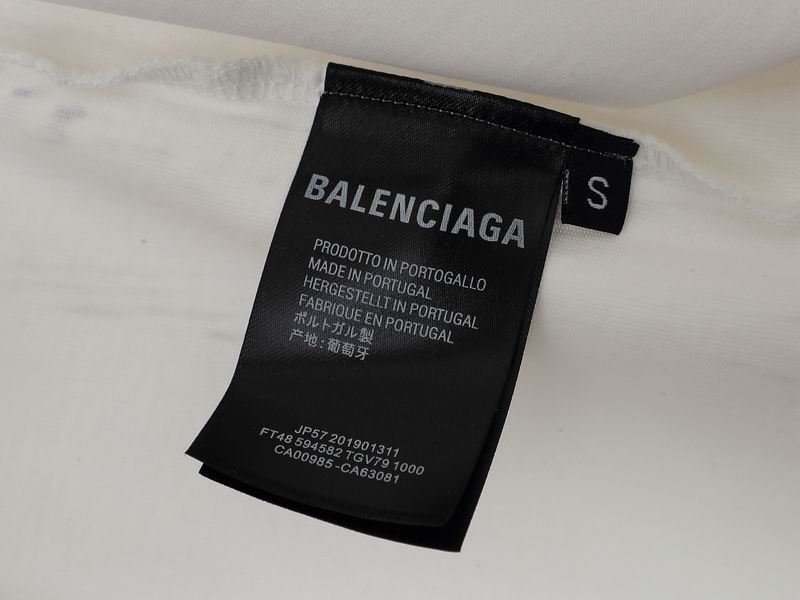 BALENCIAGA
S
PRODOTTO IN PORTOGALLO
MADE IN PORTUGAL
HERGESTELLT IN PORTUGAL
FABRIQUE EN PORTUGAL
ポルトガル製
产地:葡萄牙
JP57 201901311
FT48 594582 TGV79 1000
CA00985-CA63081